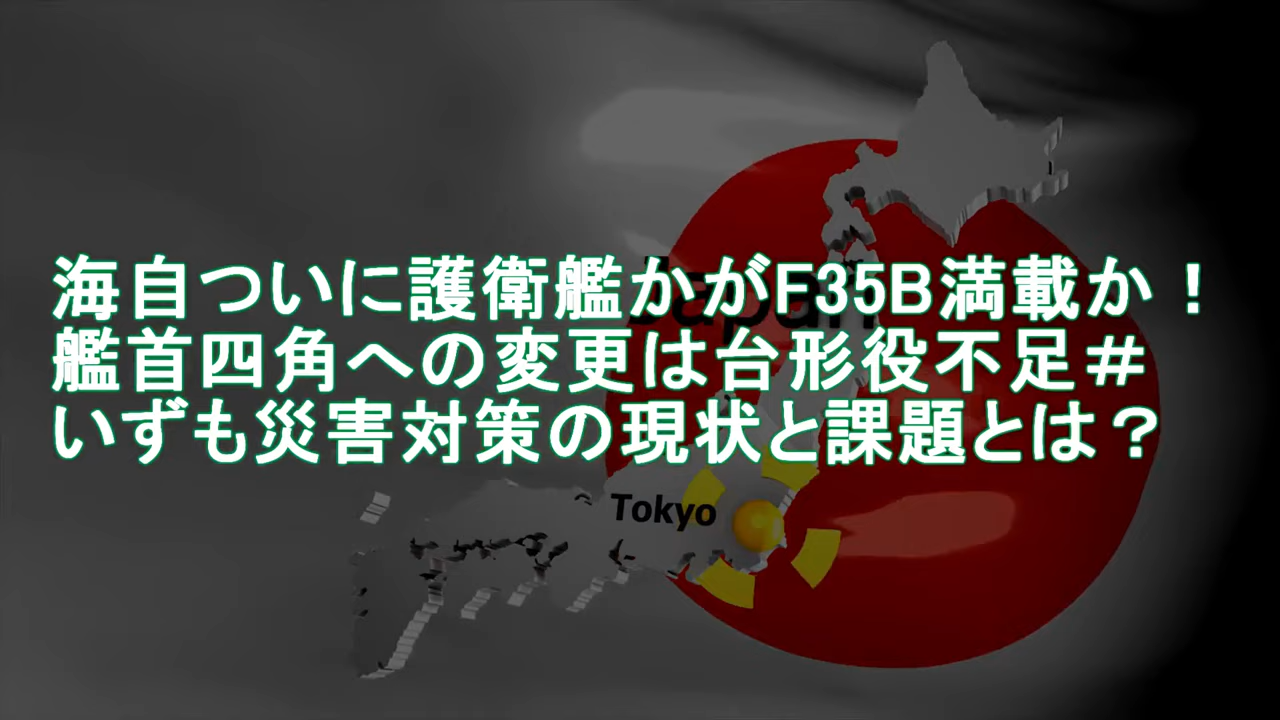 海自ついに護衛艦かがF35B満載か！
艦首四角への変更は台形役不足＃
いずも災害対策の現状と課題とは？
Japan
Tokyo